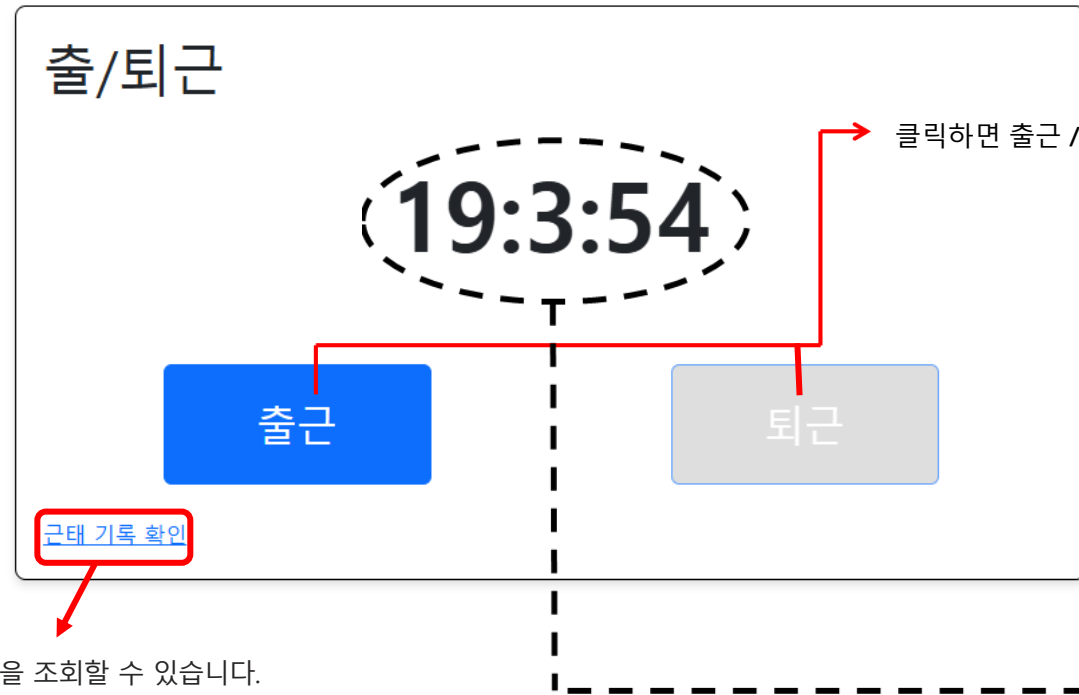 출/퇴근
클릭하면 출근 /
19:3:54
출근
퇴근
근태 기록 확인
을 조회할 수 있습니다.